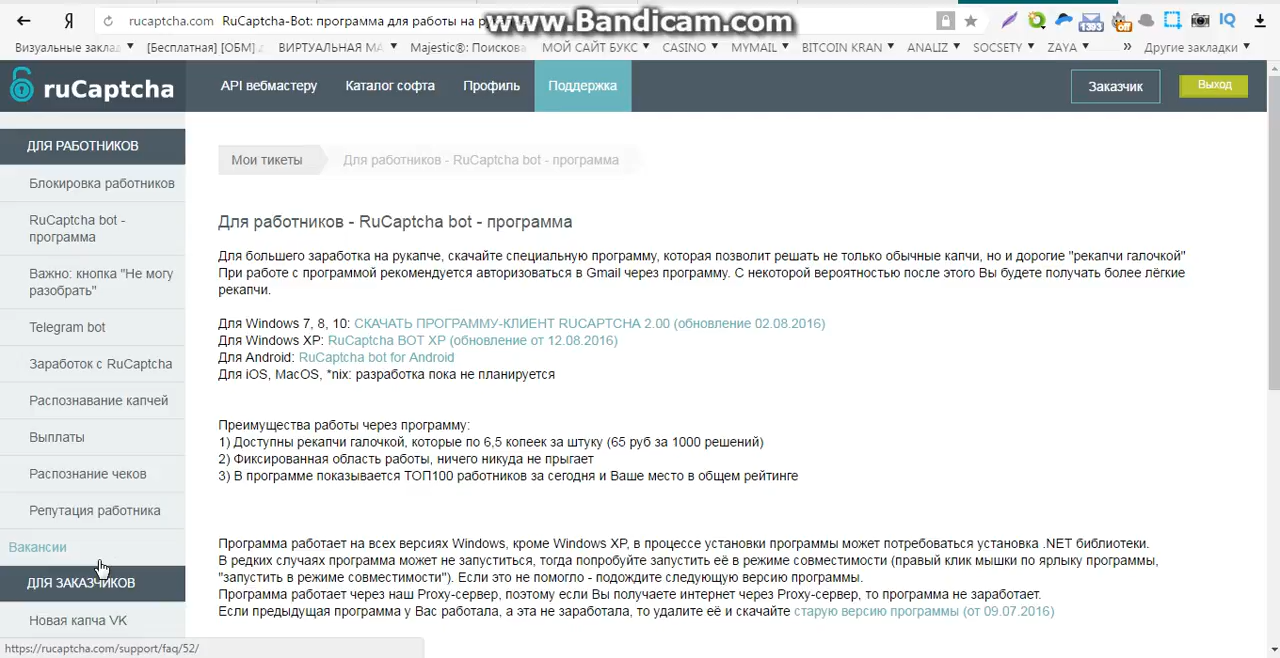 rucaptcha.com RuCaptcha-Bot: программа для работы на р
www.Bandicam.com
1393
off
IQ
Визуальные заклад
[Бесплатная] [ОБМ]
ВИРТУАЛЬНАЯ МА
Majestic®: Поискова
МОЙ САЙТ БУКС
CASINO
MYMAIL
BITCOIN KRAN
ANALIZ
SOCSETY
ZAYA
»
Другие закладки
ruCaptcha
API вебмастеру
Каталог софта
Профиль
Поддержка
Заказчик
Выход
ДЛЯ РАБОТНИКОВ
Блокировка работников
RuCaptcha bot -
программа
Важно: кнопка "Не могу
разобрать"
Telegram bot
Заработок с RuCaptcha
Распознавание капчей
Выплаты
Распознание чеков
Репутация работника
Вакансии
ДЛЯ ЗАКАЗЧИКОВ
Новая капча VK
Мои тикеты
Для работников - RuCaptcha bot - программа
Для работников - RuCaptcha bot - программа
Для большего заработка на рукапче, скачайте специальную программу, которая позволит решать не только обычные капчи, но и дорогие "рекапчи галочкой"
При работе с программой рекомендуется авторизоваться в Gmail через программу. С некоторой вероятностью после этого Вы будете получать более лёгкие
рекапчи.
Для Windows 7, 8, 10: СКАЧАТЬ ПРОГРАММУ-КЛИЕНТ RUCAPTCHA 2.00 (обновление 02.08.2016)
Для Windows XP: RuCaptcha BOT XP (обновление от 12.08.2016)
Для Android: RuCaptcha bot for Android
Для iOS, MacOS, *nix: разработка пока не планируется
Преимущества работы через программу:
1) Доступны рекапчи галочкой, которые по 6,5 копеек за штуку (65 руб за 1000 решений)
2) Фиксированная область работы, ничего никуда не прыгает
3) В программе показывается ТОП100 работников за сегодня и Ваше место в общем рейтинге
Программа работает на всех версиях Windows, кроме Windows XP, в процессе установки программы может потребоваться установка .NET библиотеки.
В редких случаях программа может не запуститься, тогда попробуйте запустить её в режиме совместимости (правый клик мышки по ярлыку программы,
"запустить в режиме совместимости"). Если это не помогло - подождите следующую версию программы.
Программа работает через наш Proxy-сервер, поэтому если Вы получаете интернет через Proxy-сервер, то программа не заработает.
Если предыдущая программа у Вас работала, а эта не заработала, то удалите её и скачайте старую версию программы (от 09.07.2016)
https://rucaptcha.com/support/faq/52/